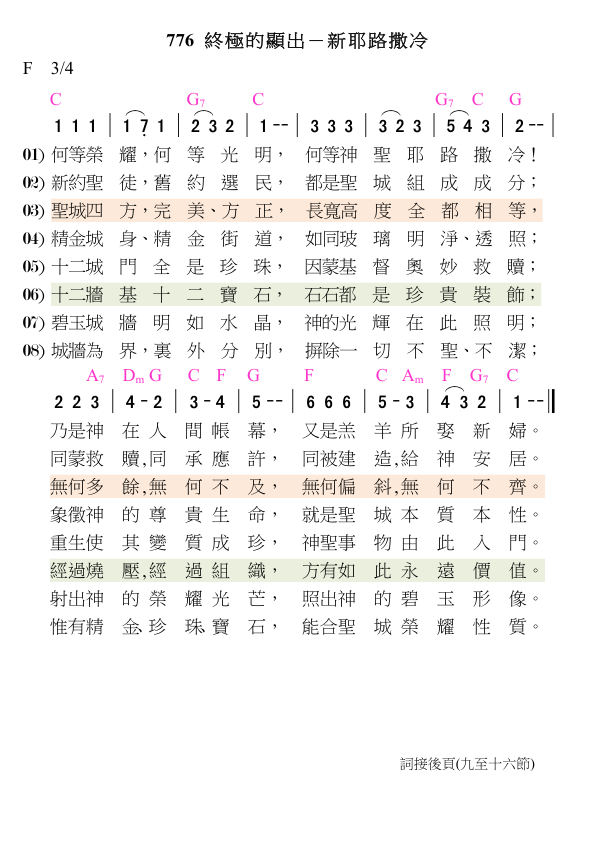 776 終極的顯出－新耶路撒冷
F 3/4
C G7 C G7 C G
1 1 1 | 1 7̣ 1 | 2 3 2 | 1 -- | 3 3 3 | 3 2 3 | 5 4 3 | 2 -- |
01) 何等榮 耀，何 等 光 明， 何等神 聖 耶 路 撒 冷！
02) 新約聖 徒，舊 約 選 民， 都是聖 城 組 成 成 分；
03) 聖城四 方，完 美、方 正， 長寬高 度 全 都 相 等，
04) 精金城 身、精 金 街 道， 如同玻 璃 明 淨、透 照；
05) 十二城 門 全 是 珍 珠， 因蒙基 督 奧 妙 救 贖；
06) 十二牆 基 十 二 寶 石， 石石都 是 珍 貴 裝 飾；
07) 碧玉城 牆 明 如 水 晶， 神的光 輝 在 此 照 明；
08) 城牆為 界，裏 外 分 別， 摒除一 切 不 聖、不 潔；
A7 Dm G C F G F C Am F G7 C
2 2 3 | 4 - 2 | 3 - 4 | 5 -- | 6 6 6 | 5 - 3 | 4 3 2 | 1 -- ‖
乃是神 在 人 間 帳 幕， 又是羔 羊 所 娶 新 婦。
同蒙救 贖，同 承 應 許， 同被建 造，給 神 安 居。
無何多 餘，無 何 不 及， 無何偏 斜，無 何 不 齊。
象徵神 的 尊 貴 生 命， 就是聖 城 本 質 本 性。
重生使 其 變 質 成 珍， 神聖事 物 由 此 入 門。
經過燒 壓，經 過 組 織， 方有如 此 永 遠 價 值。
射出神 的 榮 耀 光 芒， 照出神 的 碧 玉 形 像。
惟有精 金、珍 珠、寶 石， 能合聖 城 榮 耀 性 質。
詞接後頁(九至十六節)